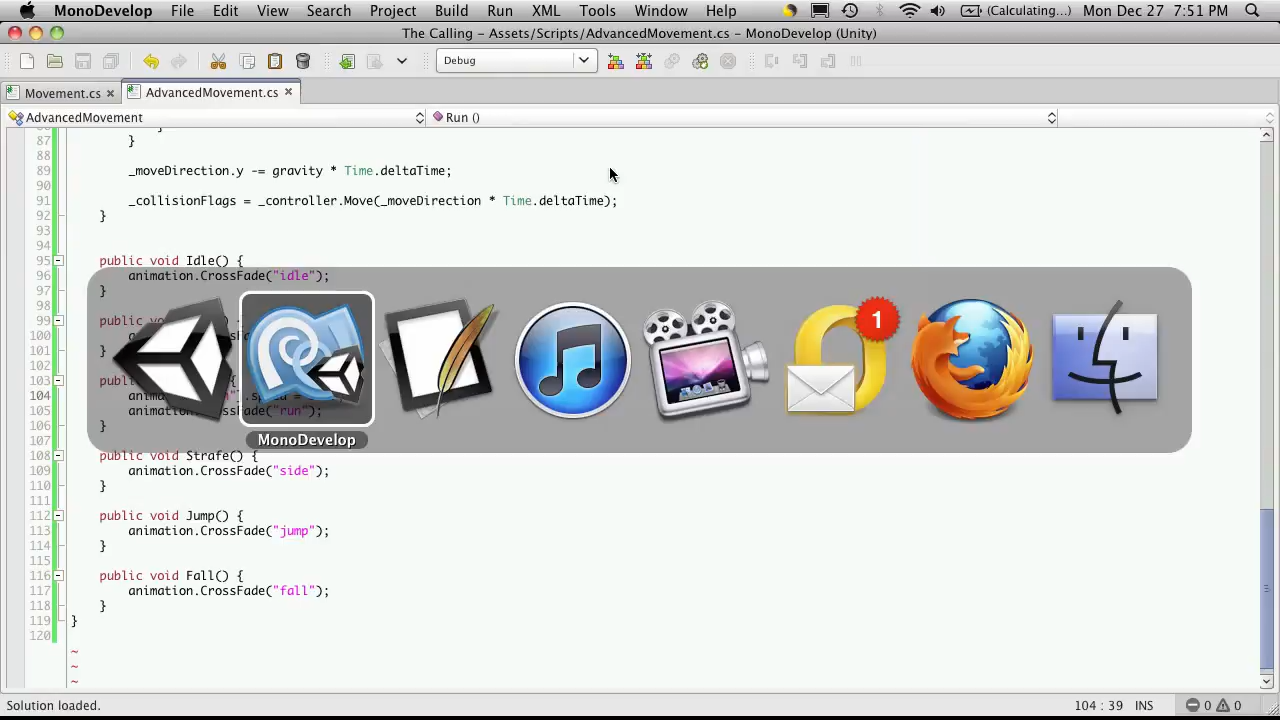 MonoDevelop File Edit View Search Project Build Run XML Tools Window Help (Calculating...) Mon Dec 27 7:51 PM
The Calling - Assets/Scripts/AdvancedMovement.cs - MonoDevelop (Unity)
Debug
Movement.cs × AdvancedMovement.cs ×
AdvancedMovement Run ()
87 }
88
89 _moveDirection.y -= gravity * Time.deltaTime;
90
91 _collisionFlags = _controller.Move(_moveDirection * Time.deltaTime);
92 }
93
94
95 public void Idle() {
96 animation.CrossFade("idle");
97 }
98
99
100
101 }
102
103
104
105 "run");
106 }
107
108 public void Strafe() {
109 animation.CrossFade("side");
110 }
111
112 public void Jump() {
113 animation.CrossFade("jump");
114 }
115
116 public void Fall() {
117 animation.CrossFade("fall");
118 }
119 }
120
~
~
~
1
MonoDevelop
Solution loaded. 104 : 39 INS 0 0